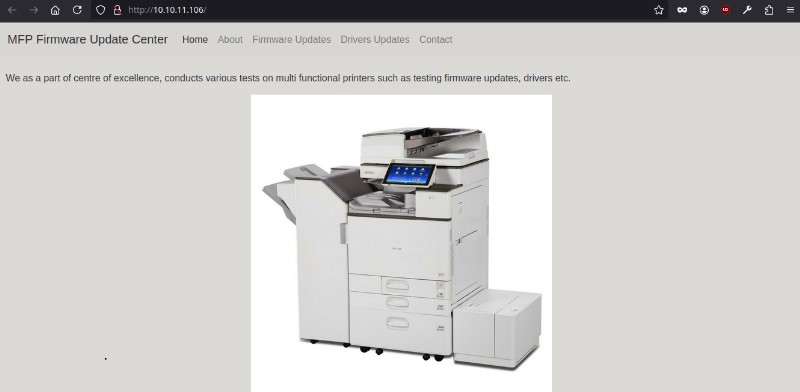 http://10.10.11.106/
MFP Firmware Update Center Home About Firmware Updates Drivers Updates Contact
We as a part of centre of excellence, conducts various tests on multi functional printers such as testing firmware updates, drivers etc.